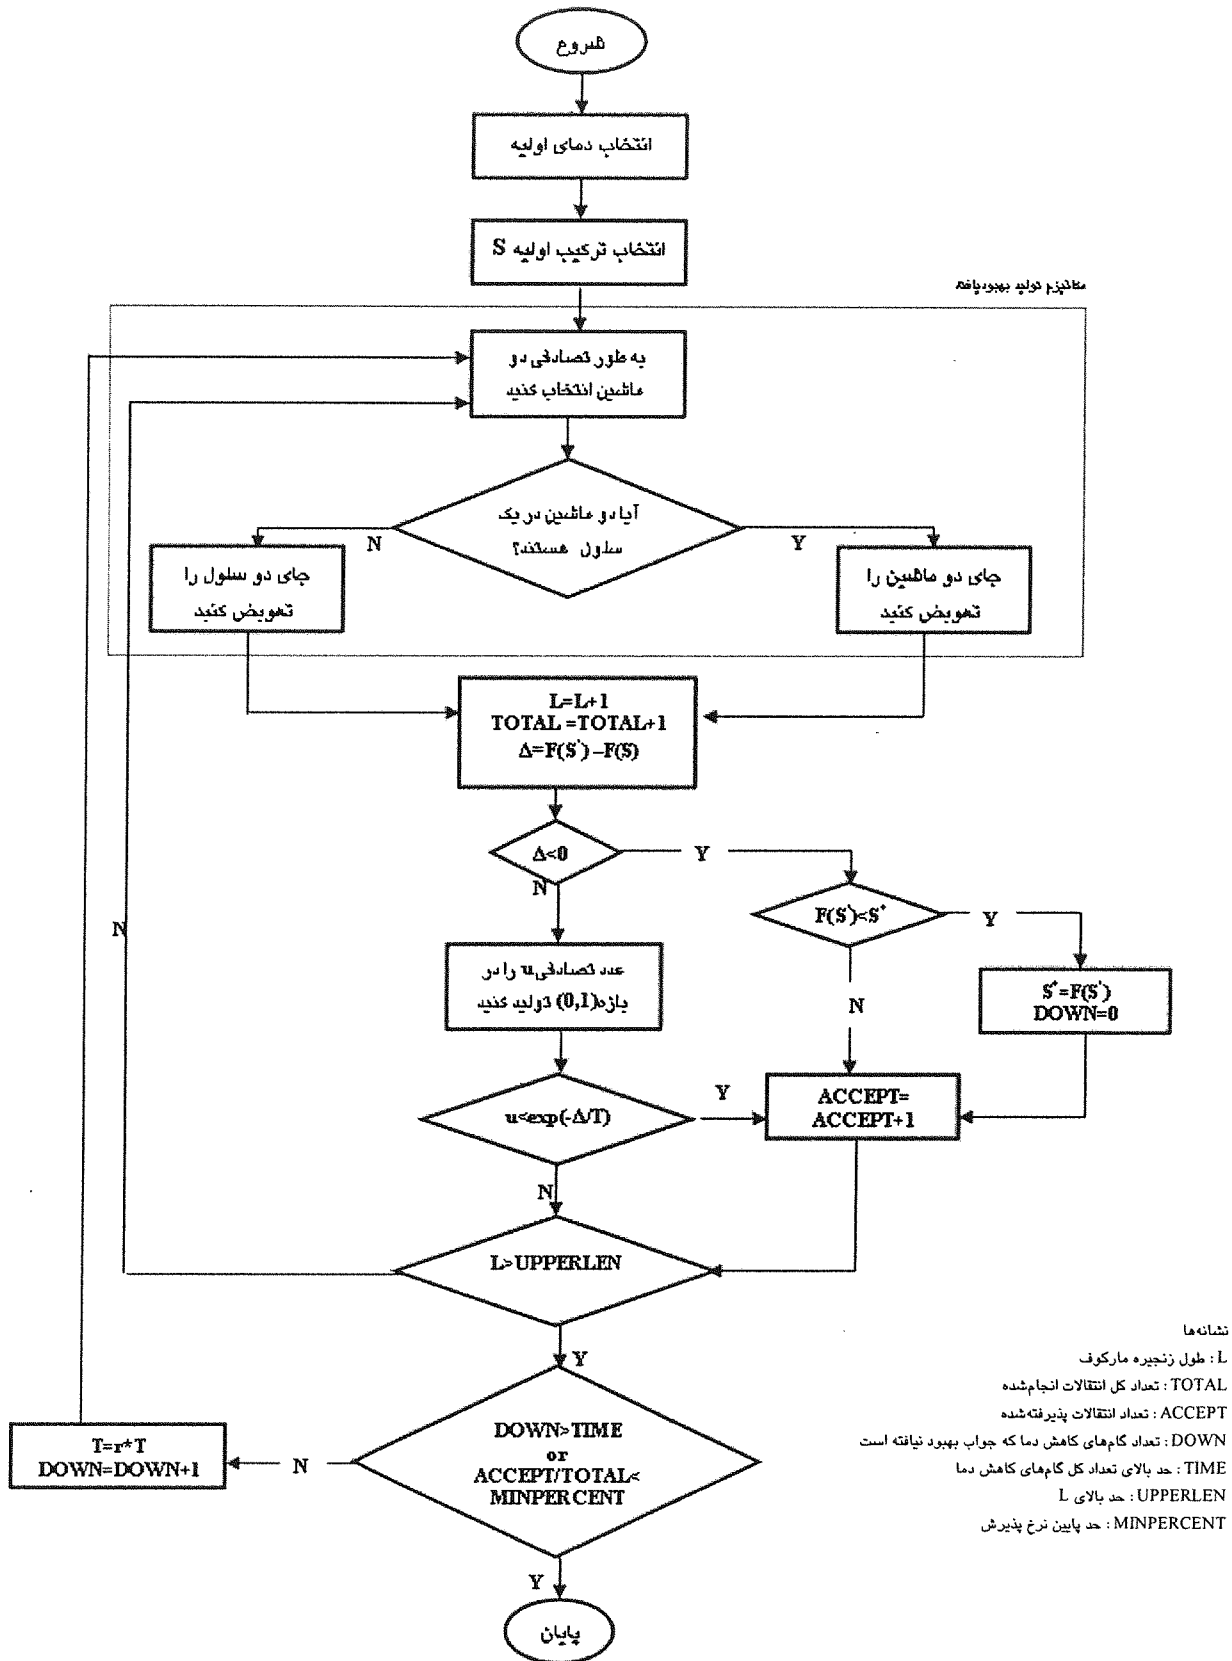 شروع
انتخاب دمای اولیه
انتخاب ترکیب اولیه S
مکانیزم تولید بهبودیافته
به طور تصادفی دو
ماشین انتخاب کنید
آیا دو ماشین در یک
سلول هستند؟
N
Y
جای دو سلول را
تعویض کنید
جای دو ماشین را
تعویض کنید
L=L+1
TOTAL =TOTAL+1
Δ=F(S')–F(S)
Δ<0
Y
N
F(S')<S*
Y
N
N
عدد تصادفی u را در
بازه (0,1) تولید کنید
S*=F(S')
DOWN=0
u<exp(-Δ/T)
Y
ACCEPT=
ACCEPT+1
N
L>UPPERLEN
Y
DOWN>TIME
or
ACCEPT/TOTAL<
MINPERCENT
N
T=r*T
DOWN=DOWN+1
Y
پایان
نشانه‌ها
L : طول زنجیره مارکوف
TOTAL : تعداد کل انتقالات انجام‌شده
ACCEPT : تعداد انتقالات پذیرفته‌شده
DOWN : تعداد گام‌های کاهش دما که جواب بهبود نیافته است
TIME : حد بالای تعداد کل گام‌های کاهش دما
UPPERLEN : حد بالای L
MINPERCENT : حد پایین نرخ پذیرش